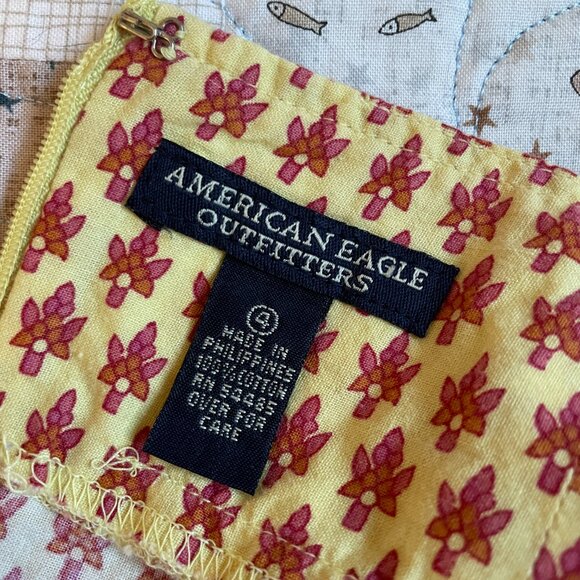 AMERICAN EAGLE
OUTFITTERS
4
MADE IN
PHILIPPINES
100% COTTON
RN 54485
OVER FOR
CARE